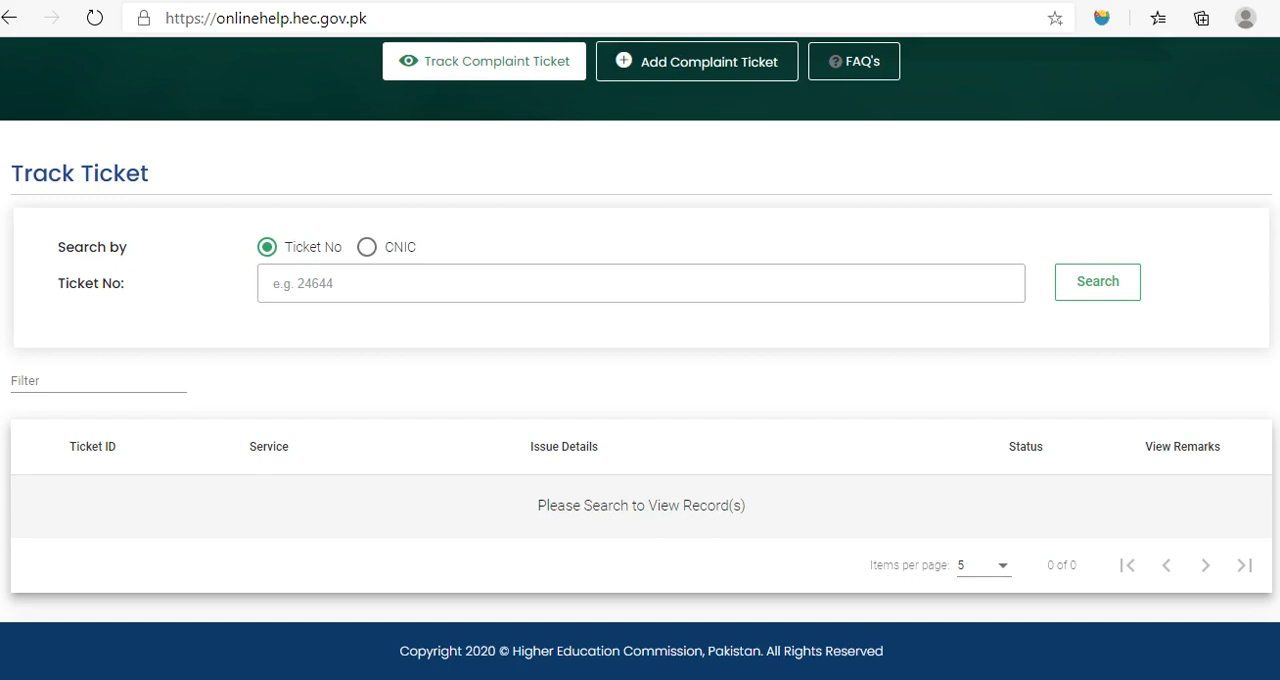 https://onlinehelp.hec.gov.pk
Track Complaint Ticket Add Complaint Ticket FAQ's
Track Ticket
Search by Ticket No CNIC
Ticket No: e.g. 24644 Search
Filter
Ticket ID Service Issue Details Status View Remarks
Please Search to View Record(s)
Items per page: 5 0 of 0
Copyright 2020 © Higher Education Commission, Pakistan. All Rights Reserved